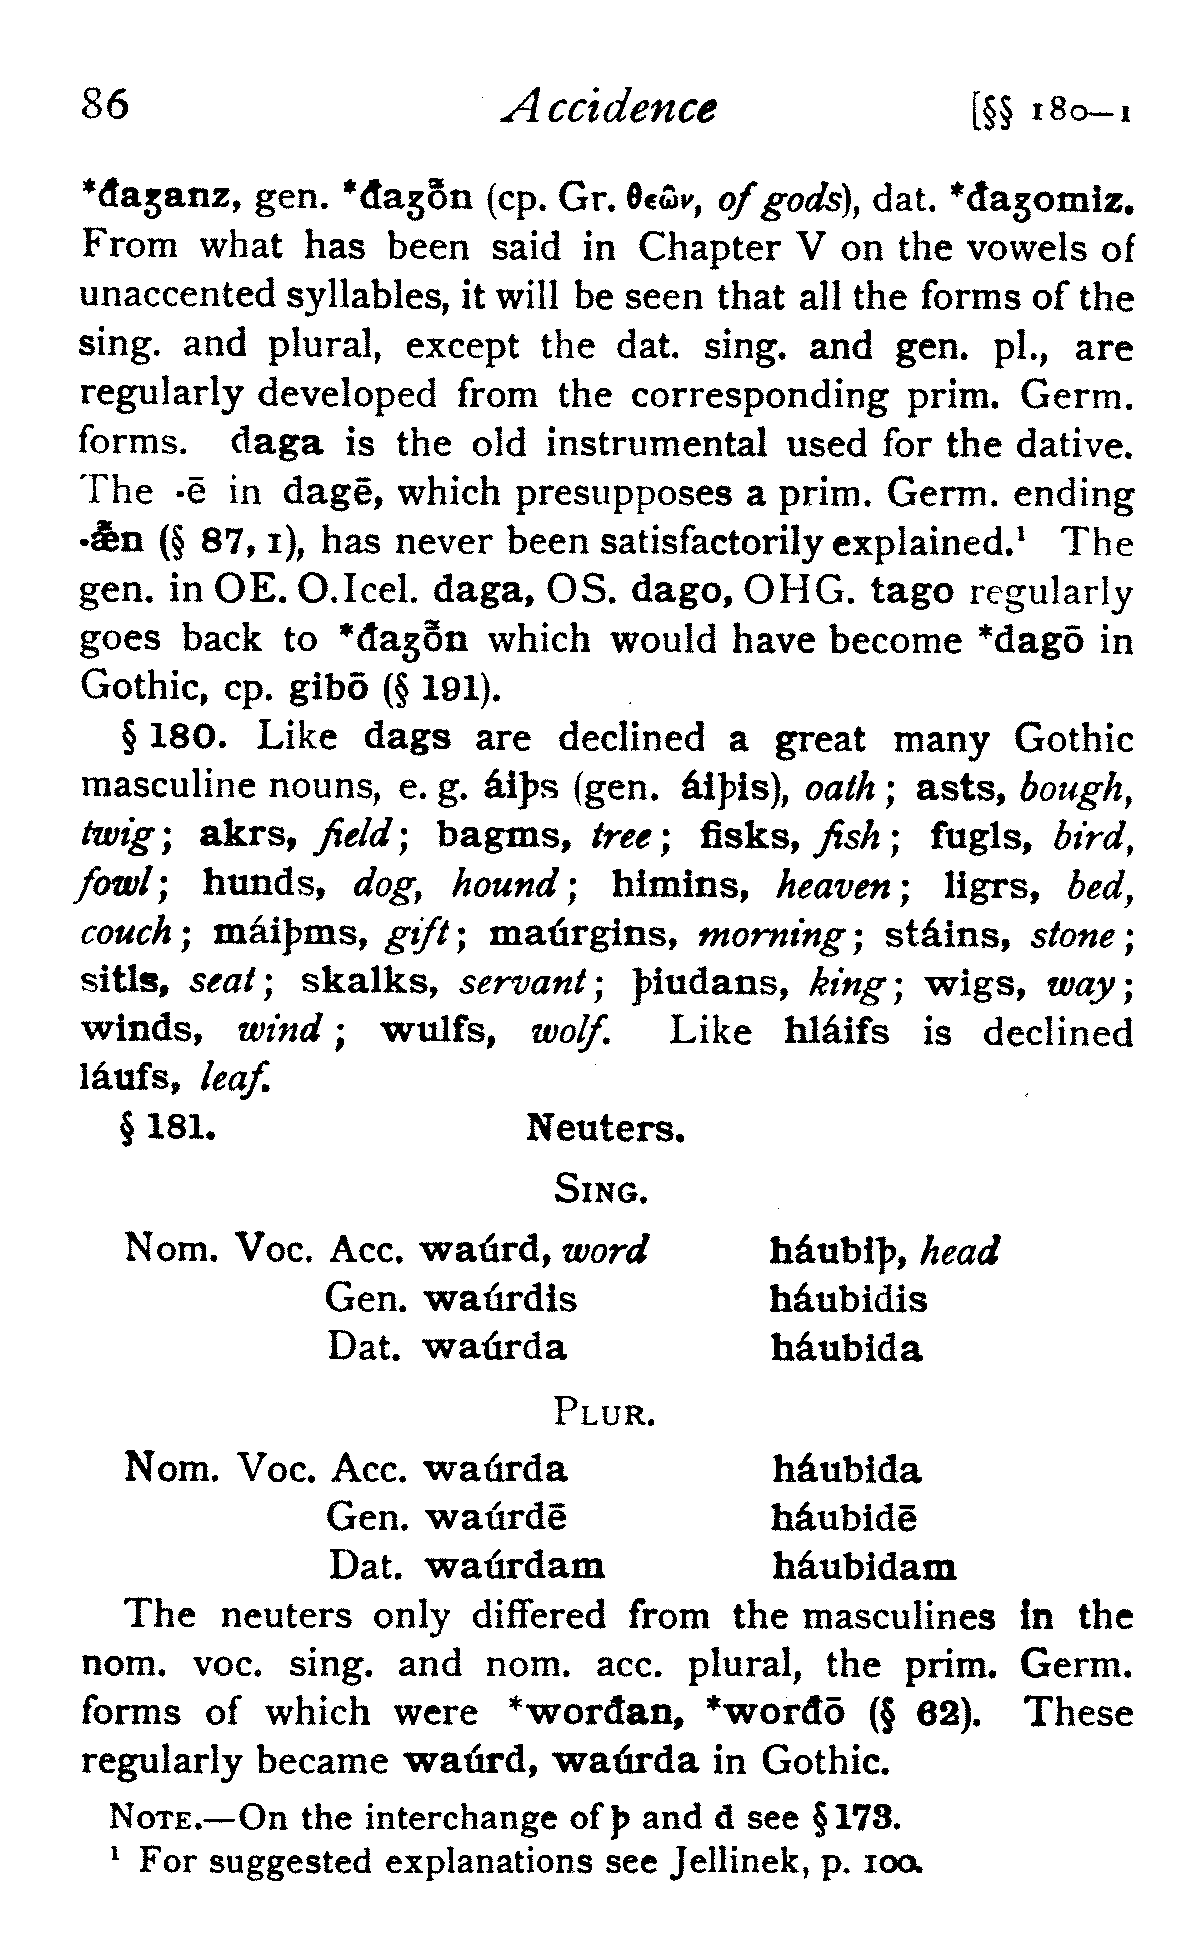 86 Accidence [§§ 180–1
*đaʒanz, gen. *đaʒȭn (cp. Gr. θεῶν, of gods), dat. *đaʒomiz.
From what has been said in Chapter V on the vowels of
unaccented syllables, it will be seen that all the forms of the
sing. and plural, except the dat. sing. and gen. pl., are
regularly developed from the corresponding prim. Germ.
forms. daga is the old instrumental used for the dative.
The -ē in dagē, which presupposes a prim. Germ. ending
-ǣ̃n (§ 87, 1), has never been satisfactorily explained.¹ The
gen. in OE. O.Icel. daga, OS. dago, OHG. tago regularly
goes back to *đaʒȭn which would have become *dagō in
Gothic, cp. gibō (§ 191).
§ 180. Like dags are declined a great many Gothic
masculine nouns, e. g. áiþs (gen. áiþis), oath; asts, bough,
twig; akrs, field; bagms, tree; fisks, fish; fugls, bird,
fowl; hunds, dog, hound; himins, heaven; ligrs, bed,
couch; máiþms, gift; maúrgins, morning; stáins, stone;
sitls, seat; skalks, servant; þiudans, king; wigs, way;
winds, wind; wulfs, wolf. Like hláifs is declined
láufs, leaf.
§ 181. Neuters.
SING.
Nom. Voc. Acc. waúrd, word háubiþ, head
Gen. waúrdis háubidis
Dat. waúrda háubida
PLUR.
Nom. Voc. Acc. waúrda háubida
Gen. waúrdē háubidē
Dat. waúrdam háubidam
The neuters only differed from the masculines in the
nom. voc. sing. and nom. acc. plural, the prim. Germ.
forms of which were *worđan, *worđō (§ 62). These
regularly became waúrd, waúrda in Gothic.
NOTE.—On the interchange of þ and d see § 173.
¹ For suggested explanations see Jellinek, p. 100.